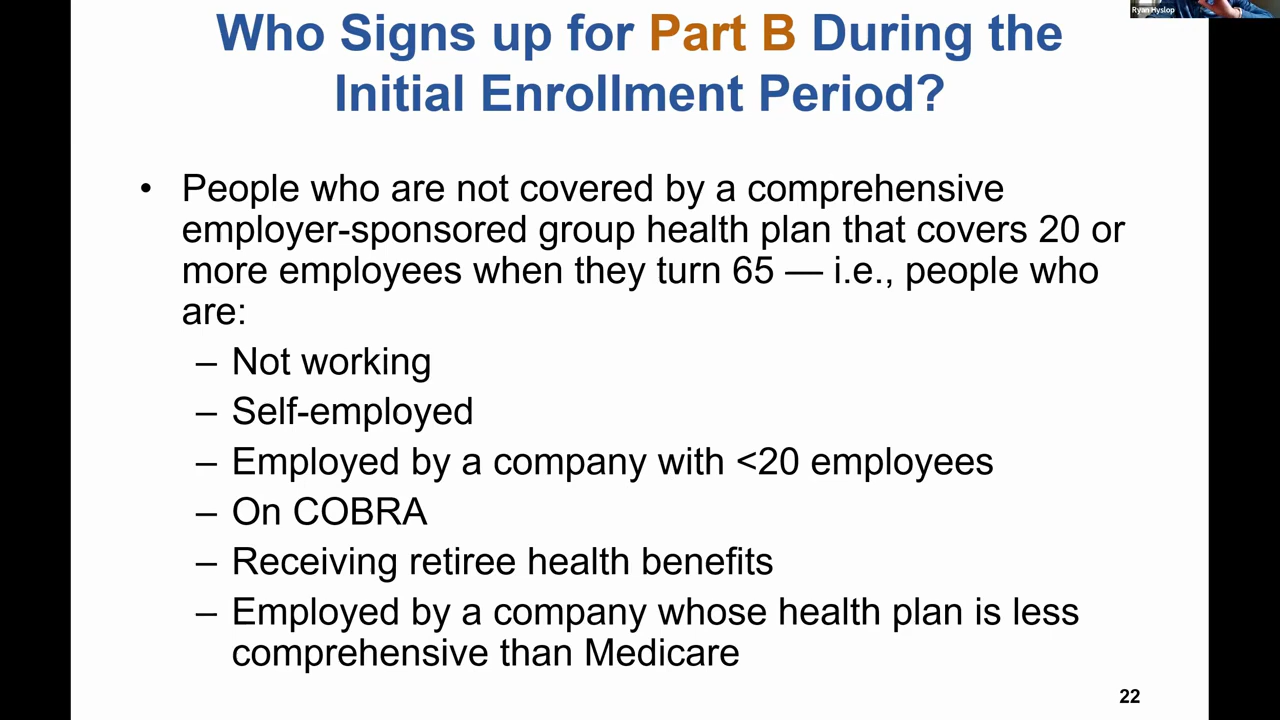 Who Signs up for Part B During the
Initial Enrollment Period?
Ryan Hyslop
• People who are not covered by a comprehensive
employer-sponsored group health plan that covers 20 or
more employees when they turn 65 — i.e., people who
are:
– Not working
– Self-employed
– Employed by a company with <20 employees
– On COBRA
– Receiving retiree health benefits
– Employed by a company whose health plan is less
comprehensive than Medicare
22